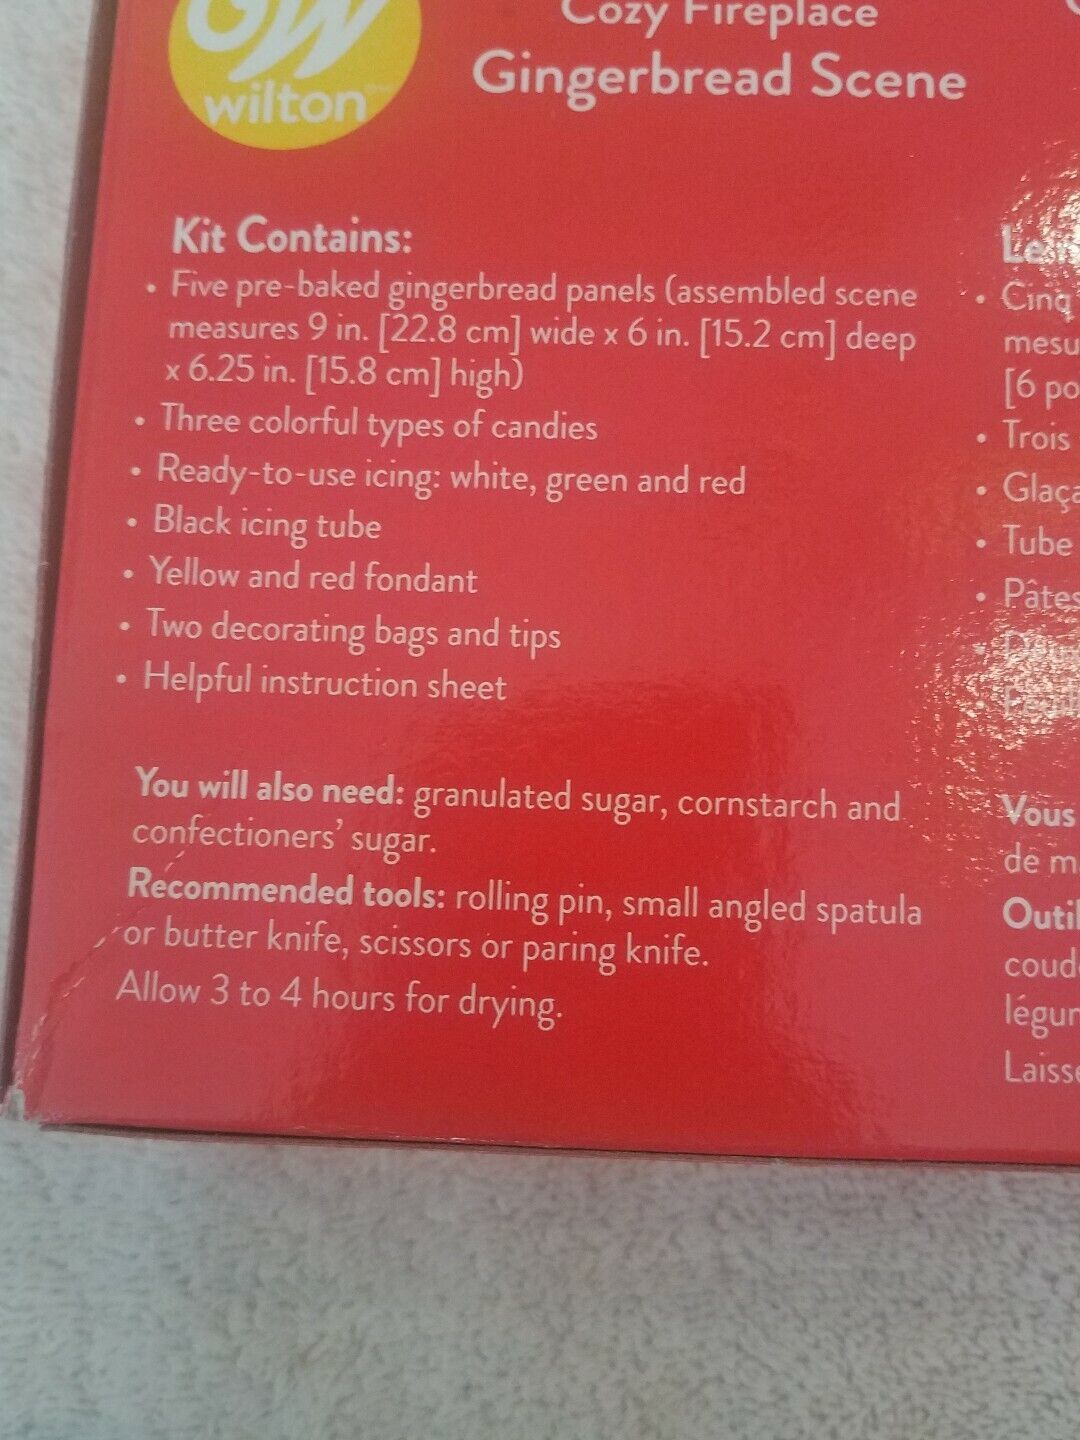 wilton
Cozy Fireplace
Gingerbread Scene
Kit Contains:
• Five pre-baked gingerbread panels (assembled scene
measures 9 in. [22.8 cm] wide x 6 in. [15.2 cm] deep
x 6.25 in. [15.8 cm] high)
• Three colorful types of candies
• Ready-to-use icing: white, green and red
• Black icing tube
• Yellow and red fondant
• Two decorating bags and tips
• Helpful instruction sheet
You will also need: granulated sugar, cornstarch and
confectioners' sugar.
Recommended tools: rolling pin, small angled spatula
or butter knife, scissors or paring knife.
Allow 3 to 4 hours for drying.
Le
• Cinq
mesu
[6 po
• Trois
• Glaça
• Tube
• Pâtes
Vous
de m
Outil
coud
légum
Laisse